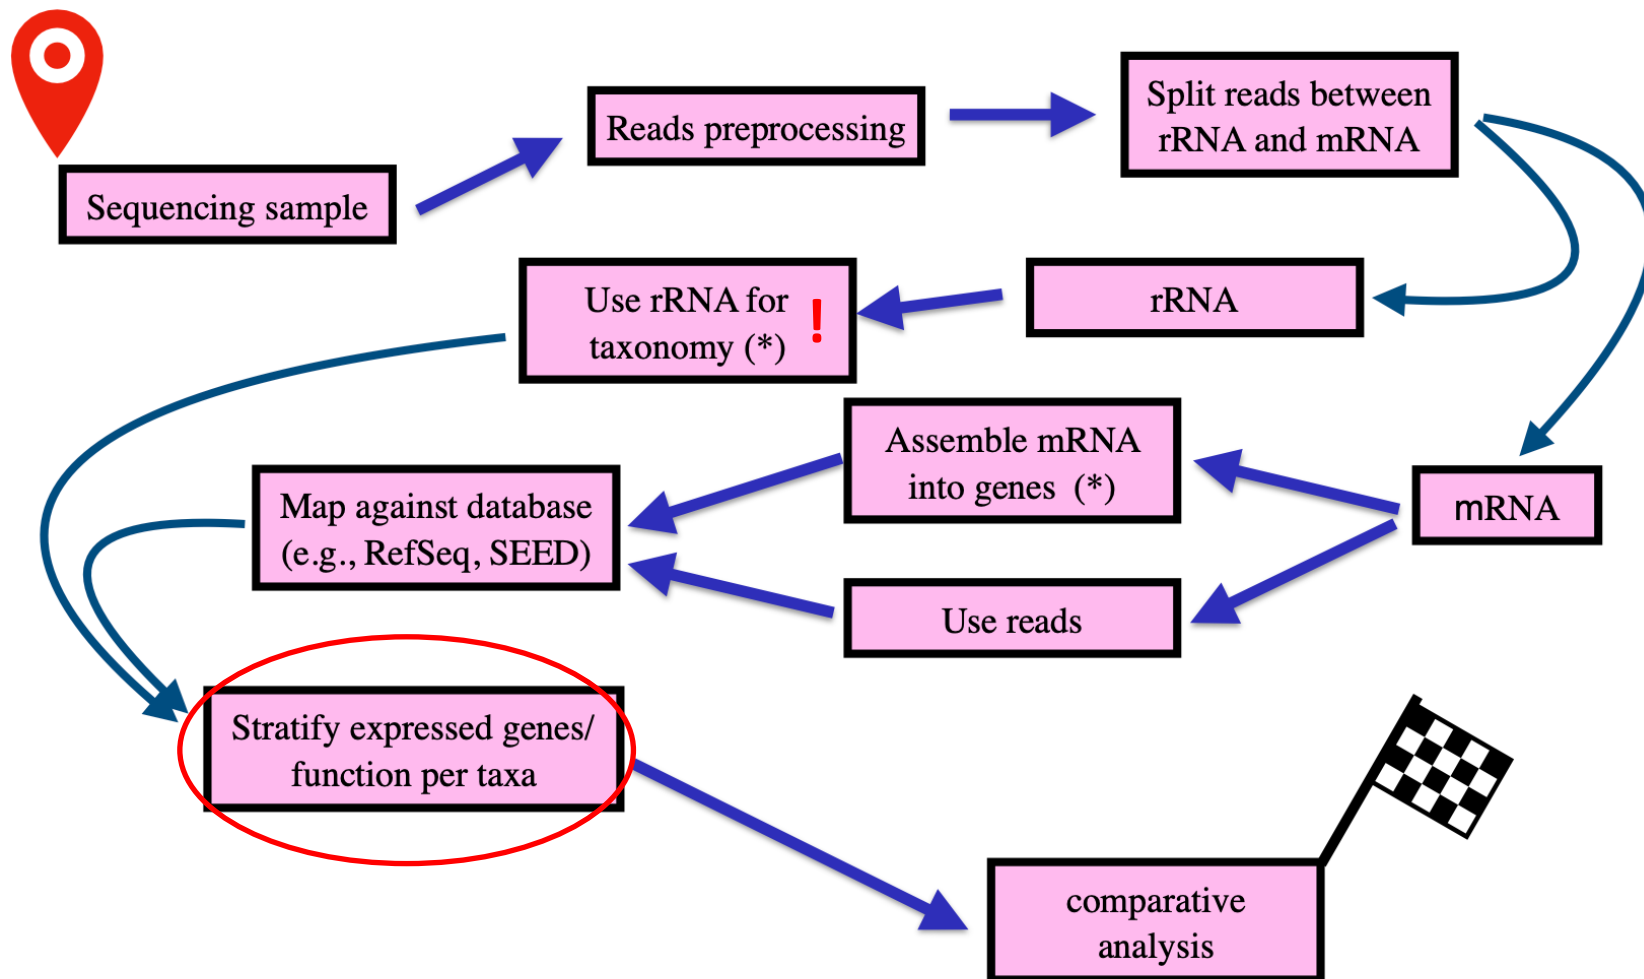 Sequencing sample
Reads preprocessing
Split reads between
rRNA and mRNA
rRNA
Use rRNA for
taxonomy (*) !
mRNA
Assemble mRNA
into genes (*)
Use reads
Map against database
(e.g., RefSeq, SEED)
Stratify expressed genes/
function per taxa
comparative
analysis